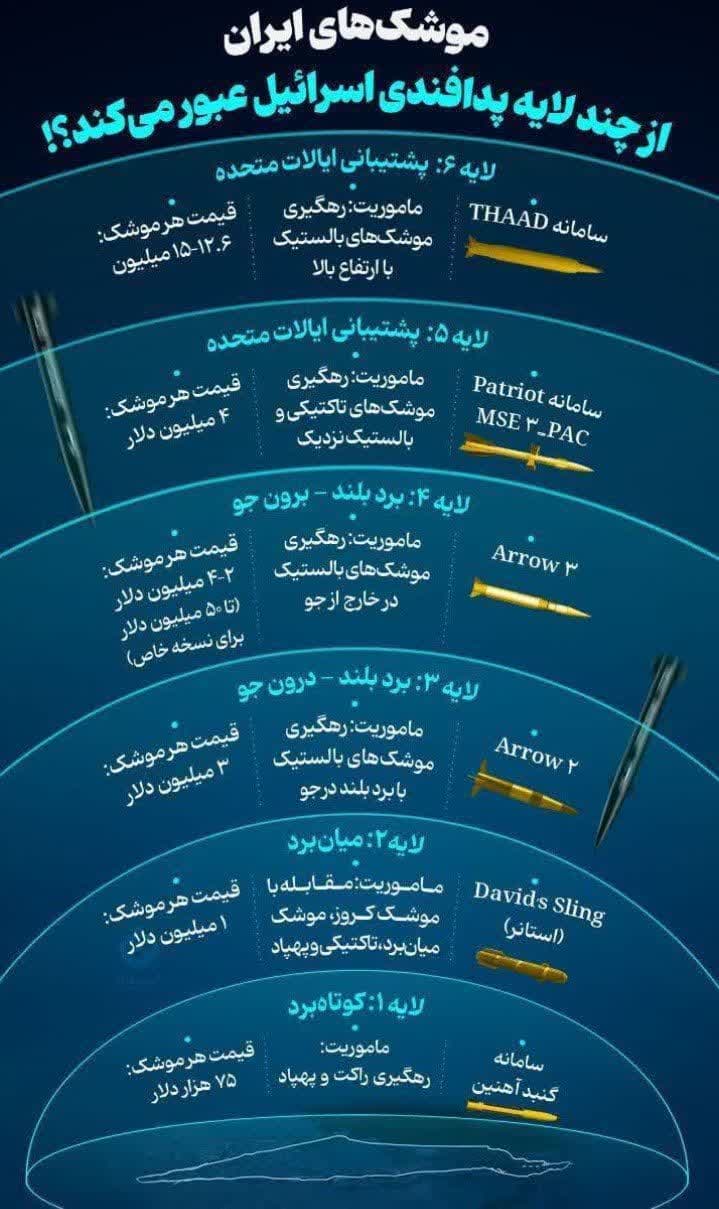 موشک‌های ایران
از چند لایه پدافندی اسرائیل عبور می‌کند؟!
لایه ۶: پشتیبانی ایالات متحده
سامانه THAAD
ماموریت: رهگیری
موشک‌های بالستیک
با ارتفاع بالا
قیمت هر موشک:
۱۲.۶-۱۵ میلیون
لایه ۵: پشتیبانی ایالات متحده
سامانه Patriot
MSE ۳_PAC
ماموریت: رهگیری
موشک‌های تاکتیکی و
بالستیک نزدیک
قیمت هر موشک:
۴ میلیون دلار
لایه ۴: برد بلند - برون جو
Arrow ۳
ماموریت: رهگیری
موشک‌های بالستیک
در خارج از جو
قیمت هر موشک:
۲-۴ میلیون دلار
(تا ۵۰ میلیون دلار
برای نسخه خاص)
لایه ۳: برد بلند - درون جو
Arrow ۲
ماموریت: رهگیری
موشک‌های بالستیک
با برد بلند در جو
قیمت هر موشک:
۳ میلیون دلار
لایه ۲: میان‌برد
David,s Sling
(استانر)
مـامـوریت: مـقـابـلـه با
موشـک کـروز، موشک
میان‌برد، تاکتیکی و پهپاد
قیمت هر موشک:
۱ میلیون دلار
لایه ۱: کوتاه‌برد
سامانه
گنبد آهنین
ماموریت:
رهگیری راکت و پهپاد
قیمت هر موشک:
۷۵ هزار دلار